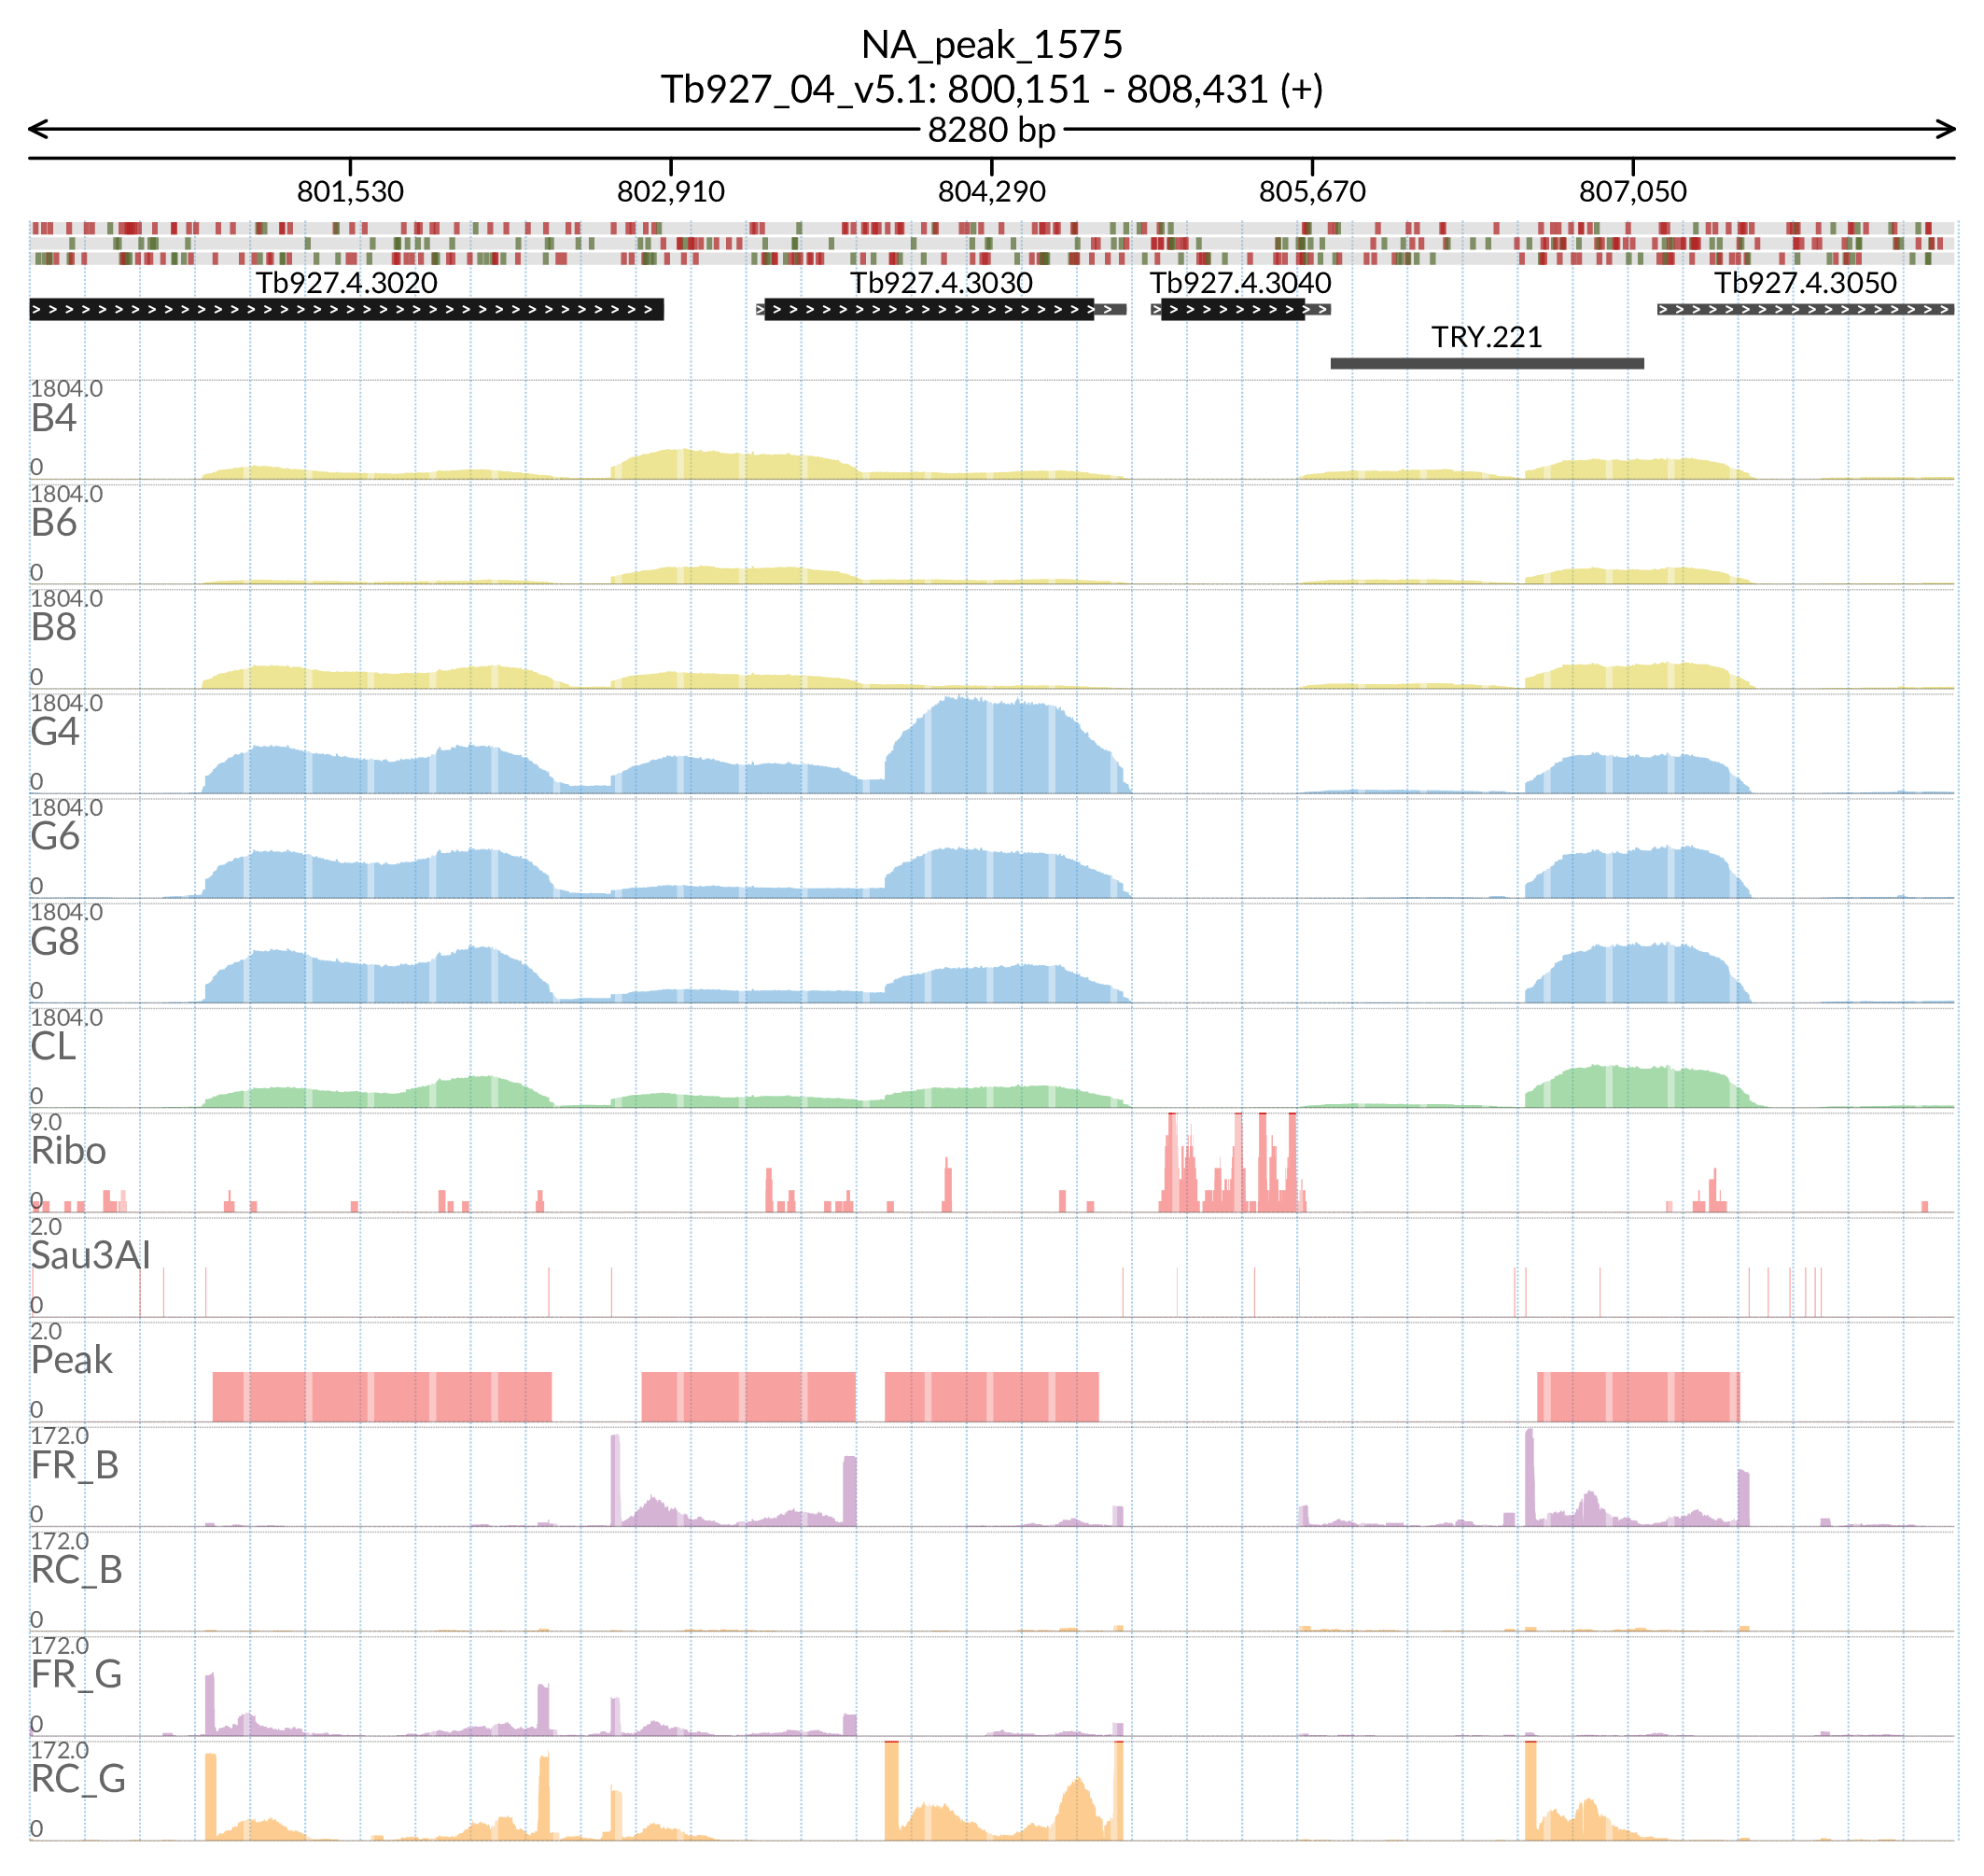 NA_peak_1575
Tb927_04_v5.1: 800,151 - 808,431 (+)
8280 bp
801,530 802,910 804,290 805,670 807,050
Tb927.4.3020 Tb927.4.3030 Tb927.4.3040 Tb927.4.3050
TRY.221
1804.0
B4
0
1804.0
B6
0
1804.0
B8
0
1804.0
G4
0
1804.0
G6
0
1804.0
G8
0
1804.0
CL
0
9.0
Ribo
0
2.0
Sau3AI
0
2.0
Peak
0
172.0
FR_B
0
172.0
RC_B
0
172.0
FR_G
0
172.0
RC_G
0